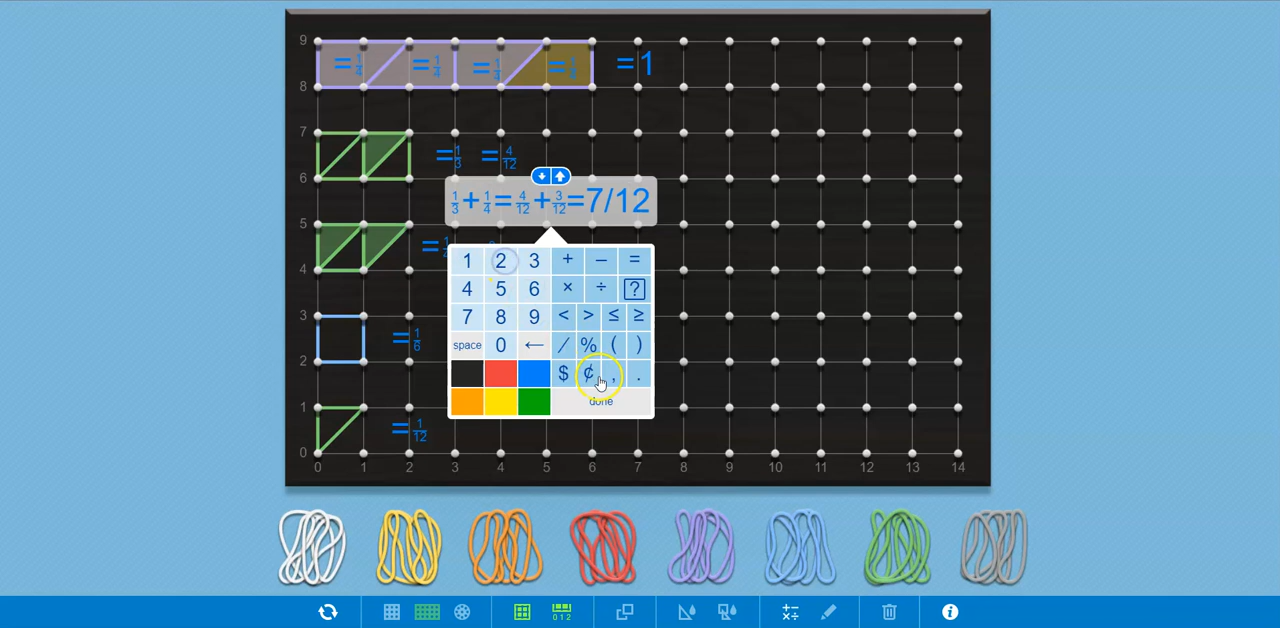 9 =1/4 =1/4 =1/4 =1/4 =1
8
7
=1/3 =4/12
6
1/3+1/4=4/12+3/12=7/12
5
=
4
1 2 3 + − =
4 5 6 × ÷ ?
7 8 9 < > ≤ ≥
space 0 ← / % ( )
$ ¢ , .
done
3
=1/6
2
1
=1/12
0
0 1 2 3 4 5 6 7 8 9 10 11 12 13 14
0 1 2
+−×÷
i